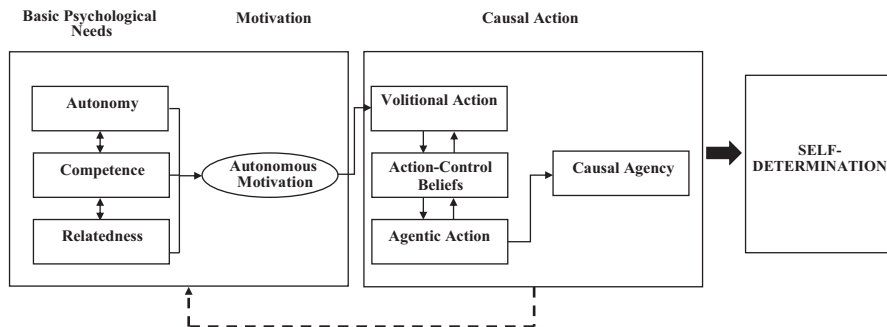 Basic Psychological
Needs
Motivation
Causal Action
Autonomy
Competence
Relatedness
Autonomous
Motivation
Volitional Action
Action-Control
Beliefs
Agentic Action
Causal Agency
SELF-
DETERMINATION